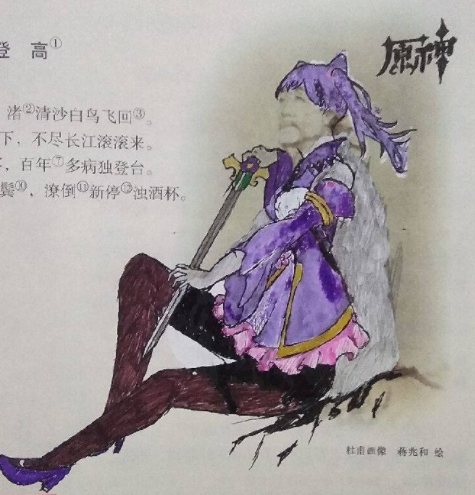 登 高①
渚②清沙白鸟飞回③。
下，不尽长江滚滚来。
，百年⑦多病独登台。
鬓⑩，潦倒⑪新停⑫浊酒杯。
原神
杜甫画像 蒋兆和 绘